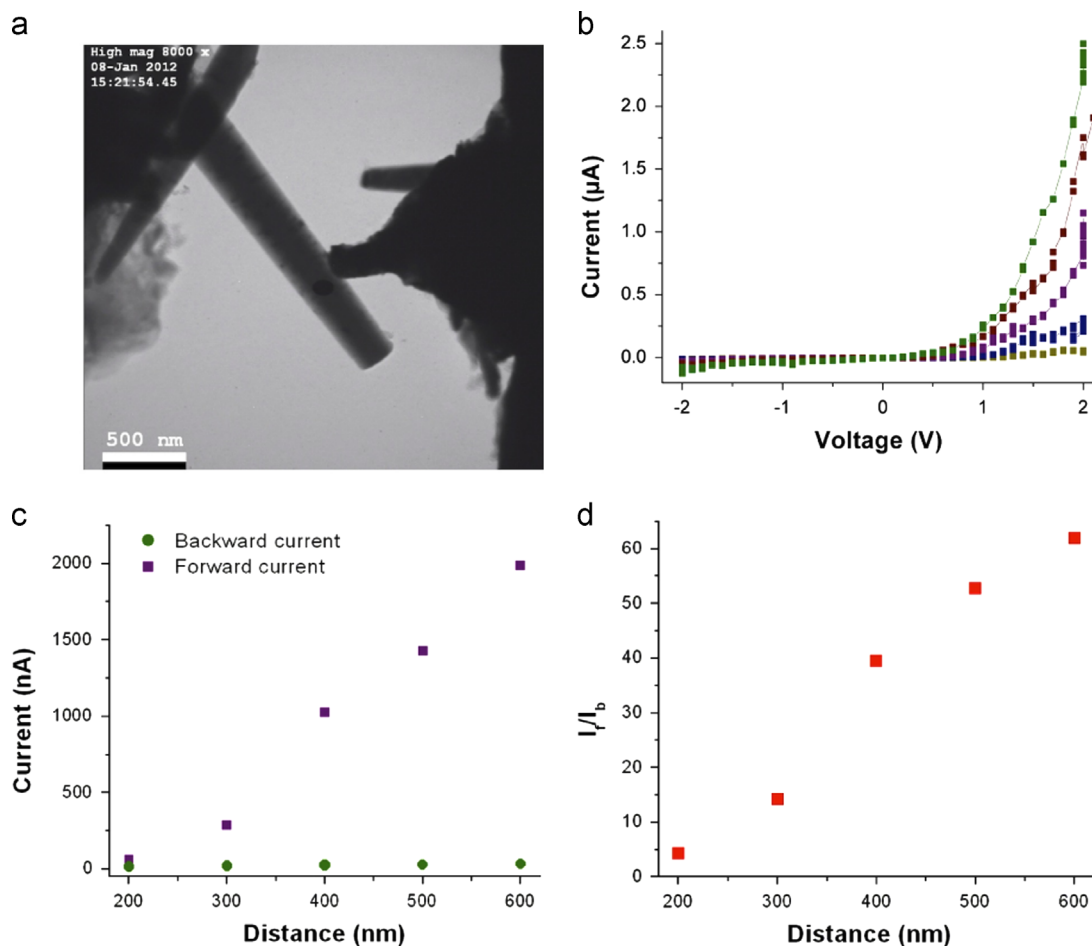 a
High mag 8000 x
08-Jan 2012
15:21:54.45
500 nm
b
2.5
2.0
1.5
1.0
0.5
0.0
Current (µA)
-2 -1 0 1 2
Voltage (V)
c
Backward current
Forward current
2000
1500
1000
500
0
Current (nA)
200 300 400 500 600
Distance (nm)
d
60
50
40
30
20
10
0
I_f/I_b
200 300 400 500 600
Distance (nm)